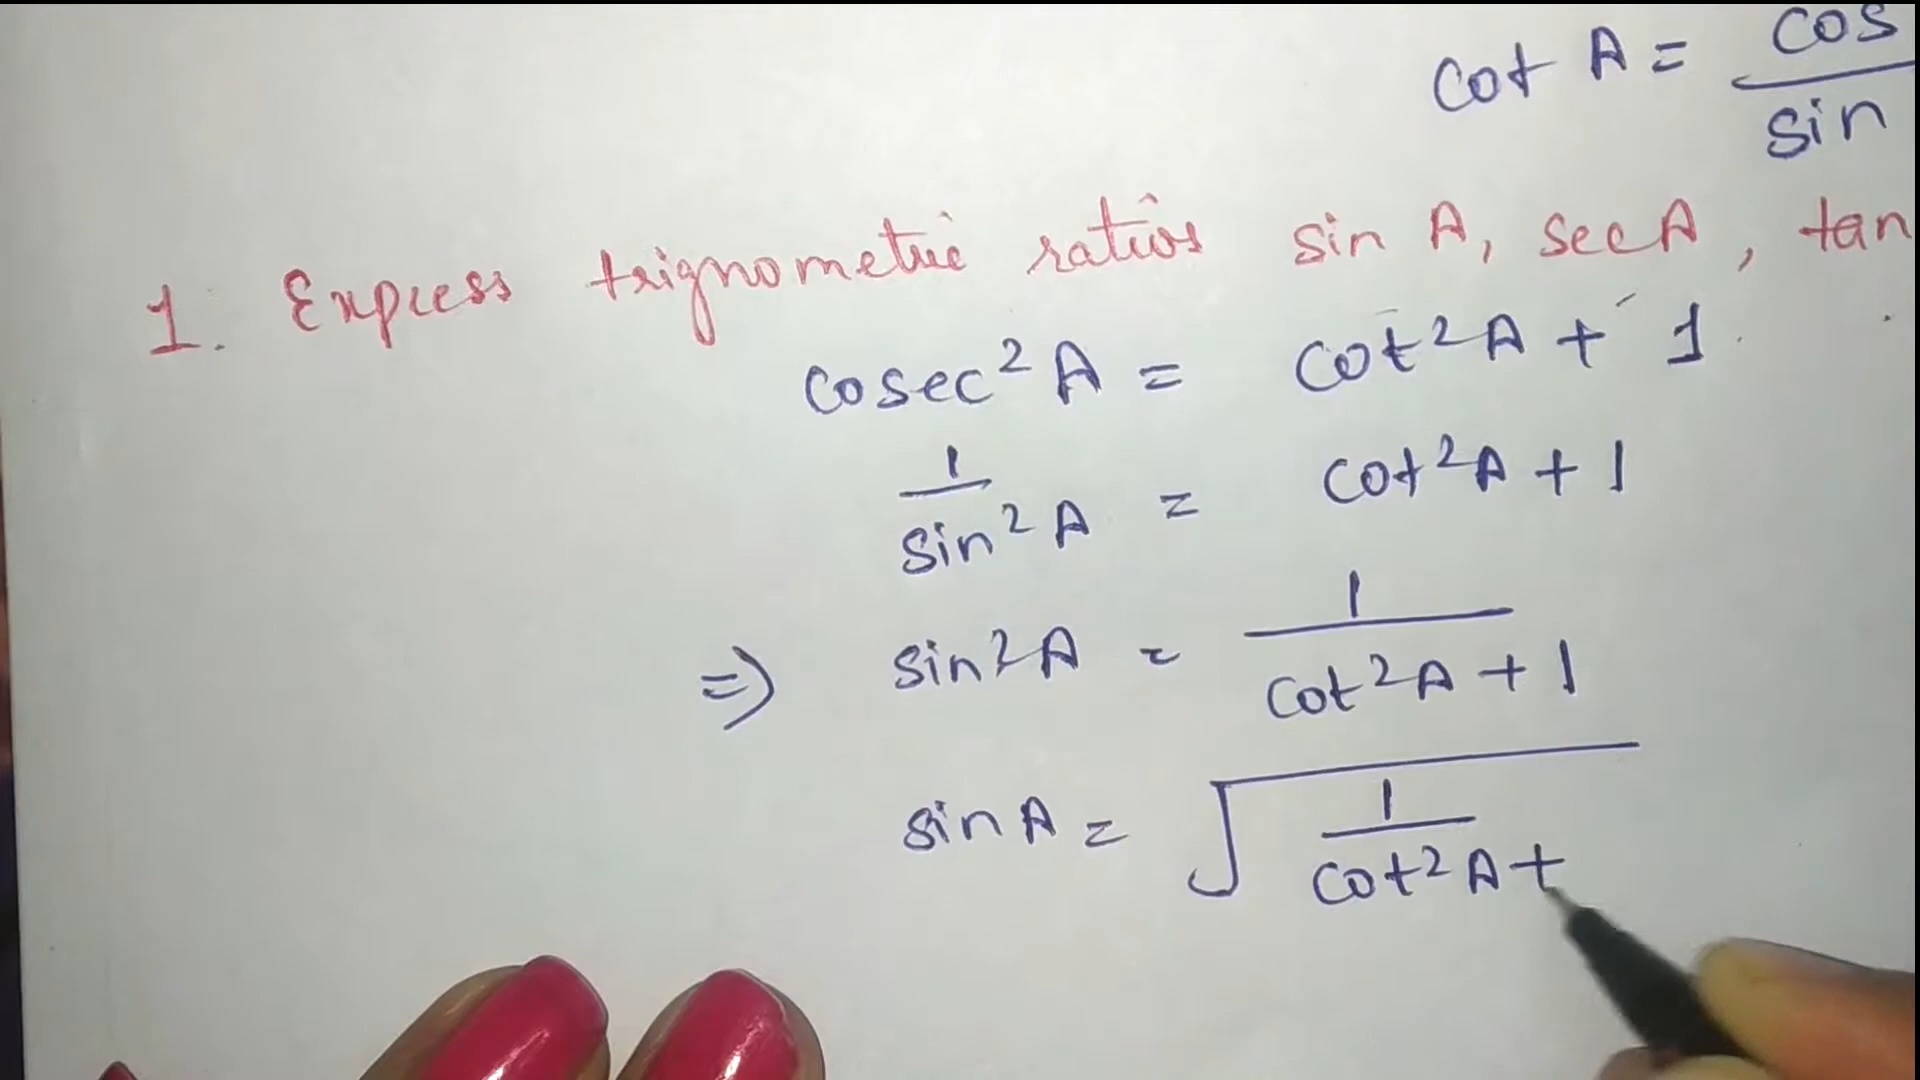 cot A = cos
sin
1. Express trignometric ratios sin A, sec A, tan
cosec² A = cot² A + 1
1
sin² A = cot² A + 1
⇒ sin² A = 1
cot² A + 1
sin A = √ 1
cot² A +